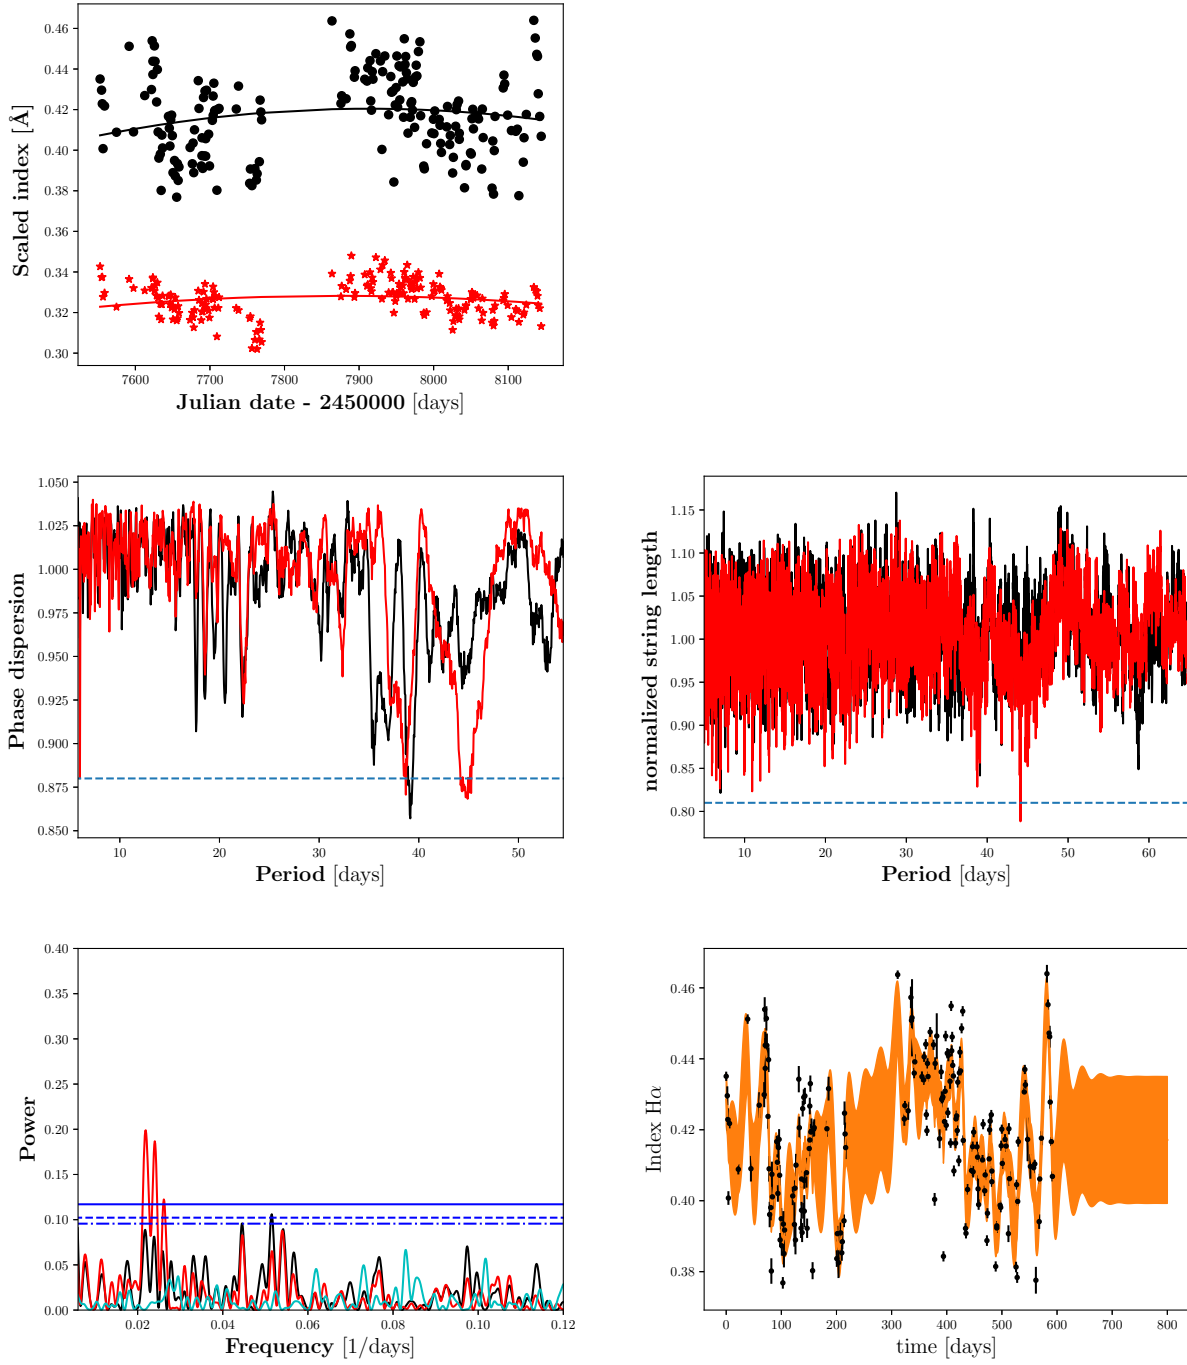 0.46
0.44
0.42
0.40
0.38
0.36
0.34
0.32
0.30
Scaled index [Å]
7600 7700 7800 7900 8000 8100
Julian date - 2450000 [days]
1.050
1.025
1.000
0.975
0.950
0.925
0.900
0.875
0.850
Phase dispersion
10 20 30 40 50
Period [days]
1.15
1.10
1.05
1.00
0.95
0.90
0.85
0.80
normalized string length
10 20 30 40 50 60
Period [days]
0.40
0.35
0.30
0.25
0.20
0.15
0.10
0.05
0.00
Power
0.02 0.04 0.06 0.08 0.10 0.12
Frequency [1/days]
0.46
0.44
0.42
0.40
0.38
Index Hα
0 100 200 300 400 500 600 700 800
time [days]